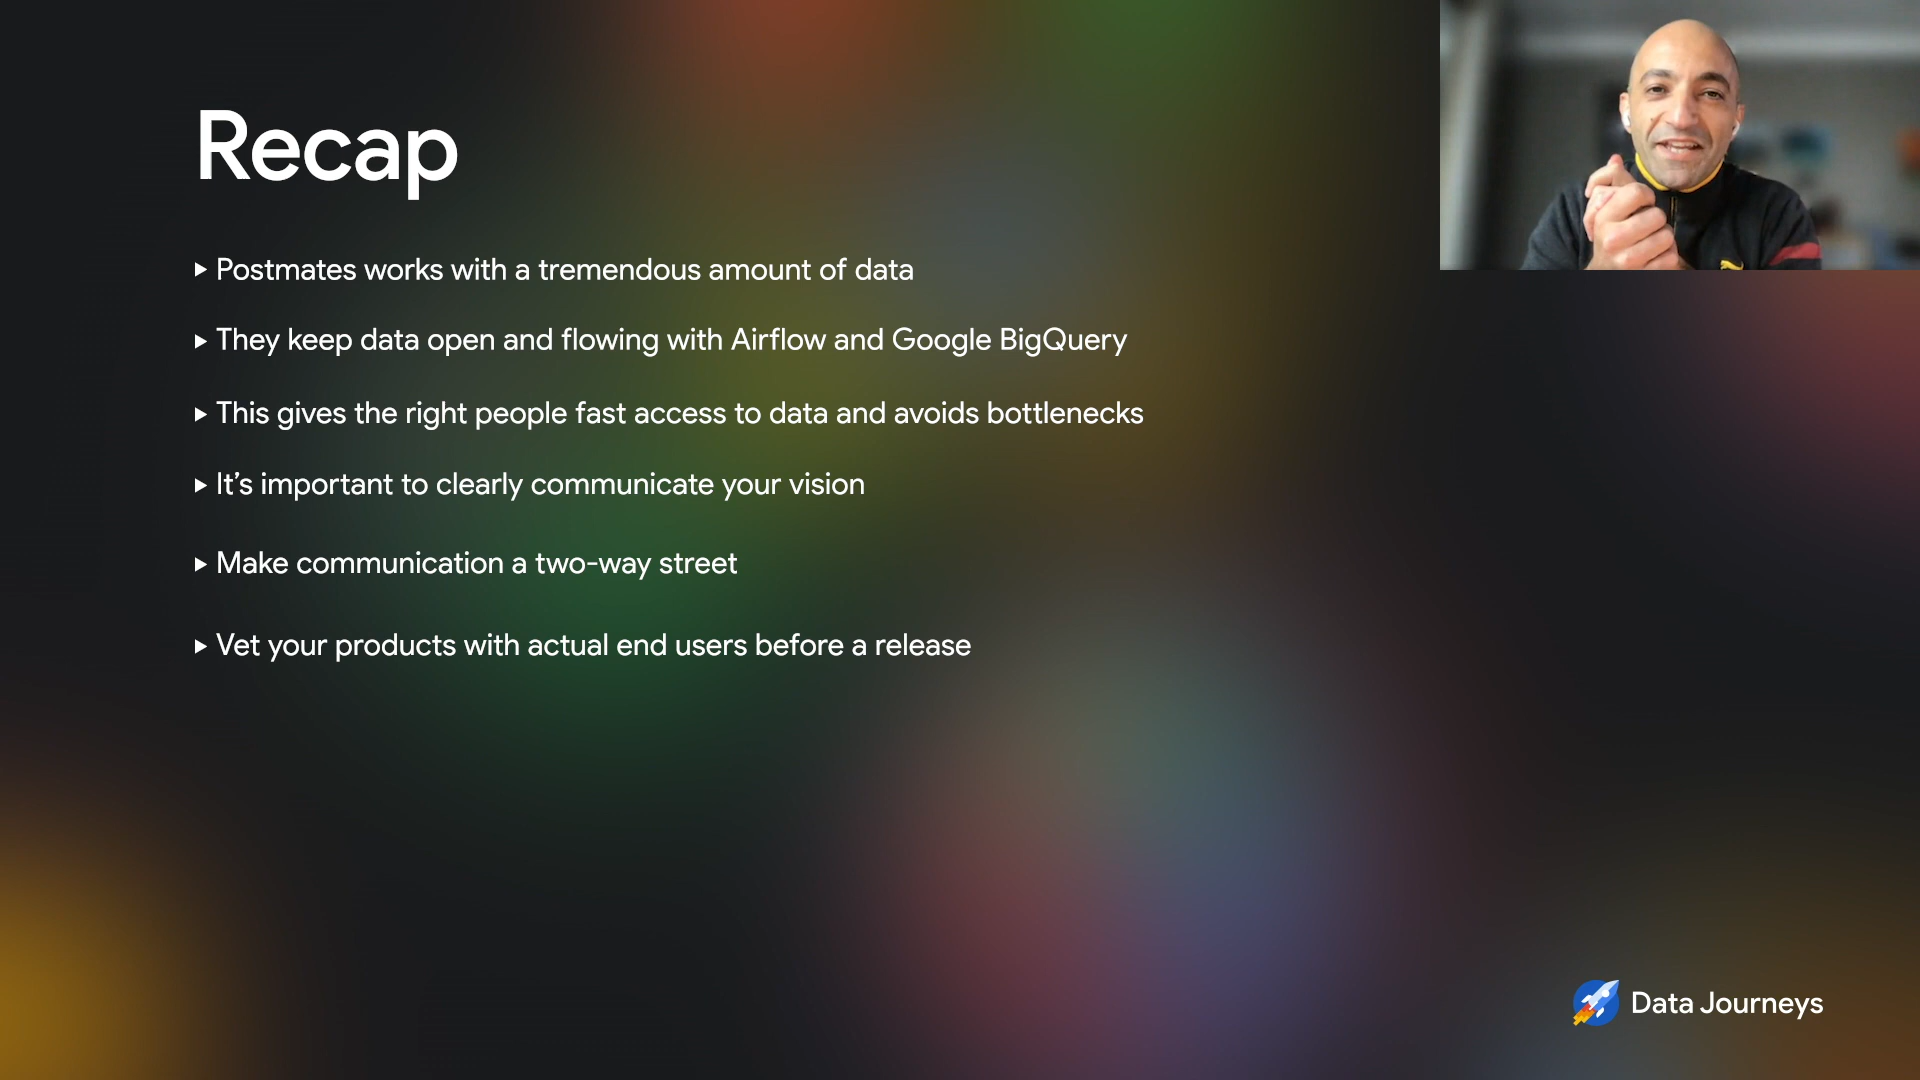 Recap
Postmates works with a tremendous amount of data
They keep data open and flowing with Airflow and Google BigQuery
This gives the right people fast access to data and avoids bottlenecks
It’s important to clearly communicate your vision
Make communication a two-way street
Vet your products with actual end users before a release
Data Journeys